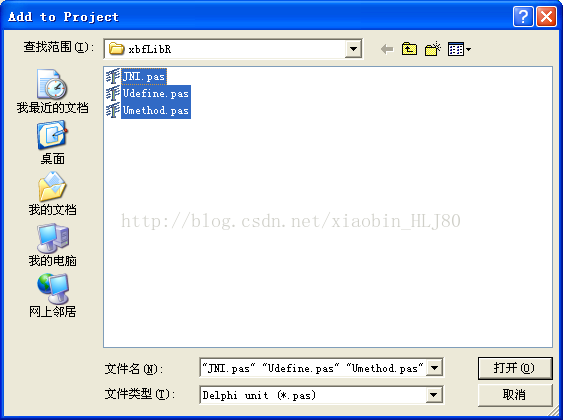 Add to Project
查找范围(I):
xbfLibR
JNI.pas
Udefine.pas
Umethod.pas
我最近的文档
桌面
我的文档
我的电脑
网上邻居
http://blog.csdn.net/xiaobin_HLJ80
文件名(N):
"JNI.pas" "Udefine.pas" "Umethod.pas"
打开(O)
文件类型(T):
Delphi unit (*.pas)
取消